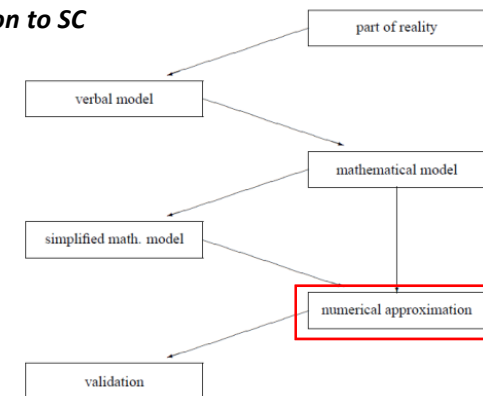 on to SC
part of reality
verbal model
mathematical model
simplified math. model
numerical approximation
validation